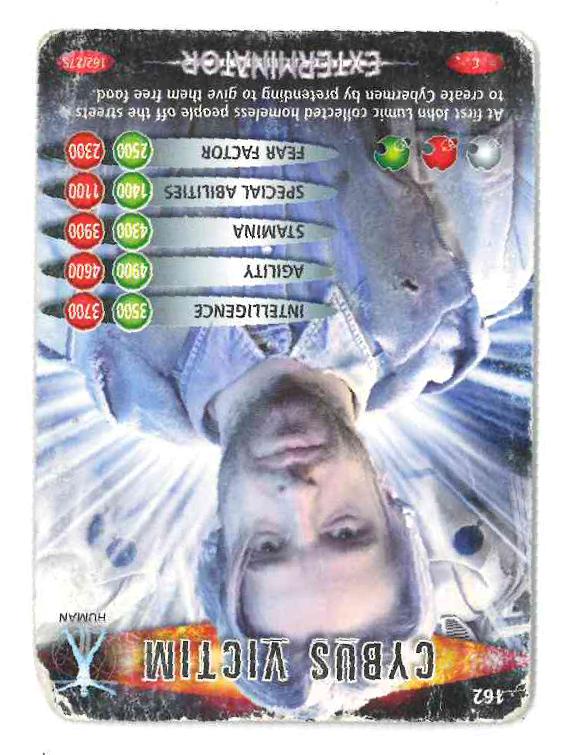 162
CYBUS VICTIM
HUMAN
INTELLIGENCE 3500 3700
AGILITY 4900 4600
STAMINA 4300 3900
SPECIAL ABILITIES 1400 1100
FEAR FACTOR 2500 2300
At first John Lumic collected homeless people off the streets
to create Cybermen by pretending to give them free food.
EXTERMINATOR
162/275